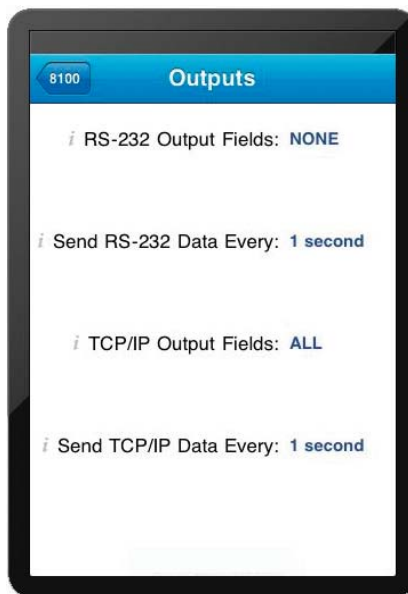 8100
Outputs
i RS-232 Output Fields: NONE
i Send RS-232 Data Every: 1 second
i TCP/IP Output Fields: ALL
i Send TCP/IP Data Every: 1 second